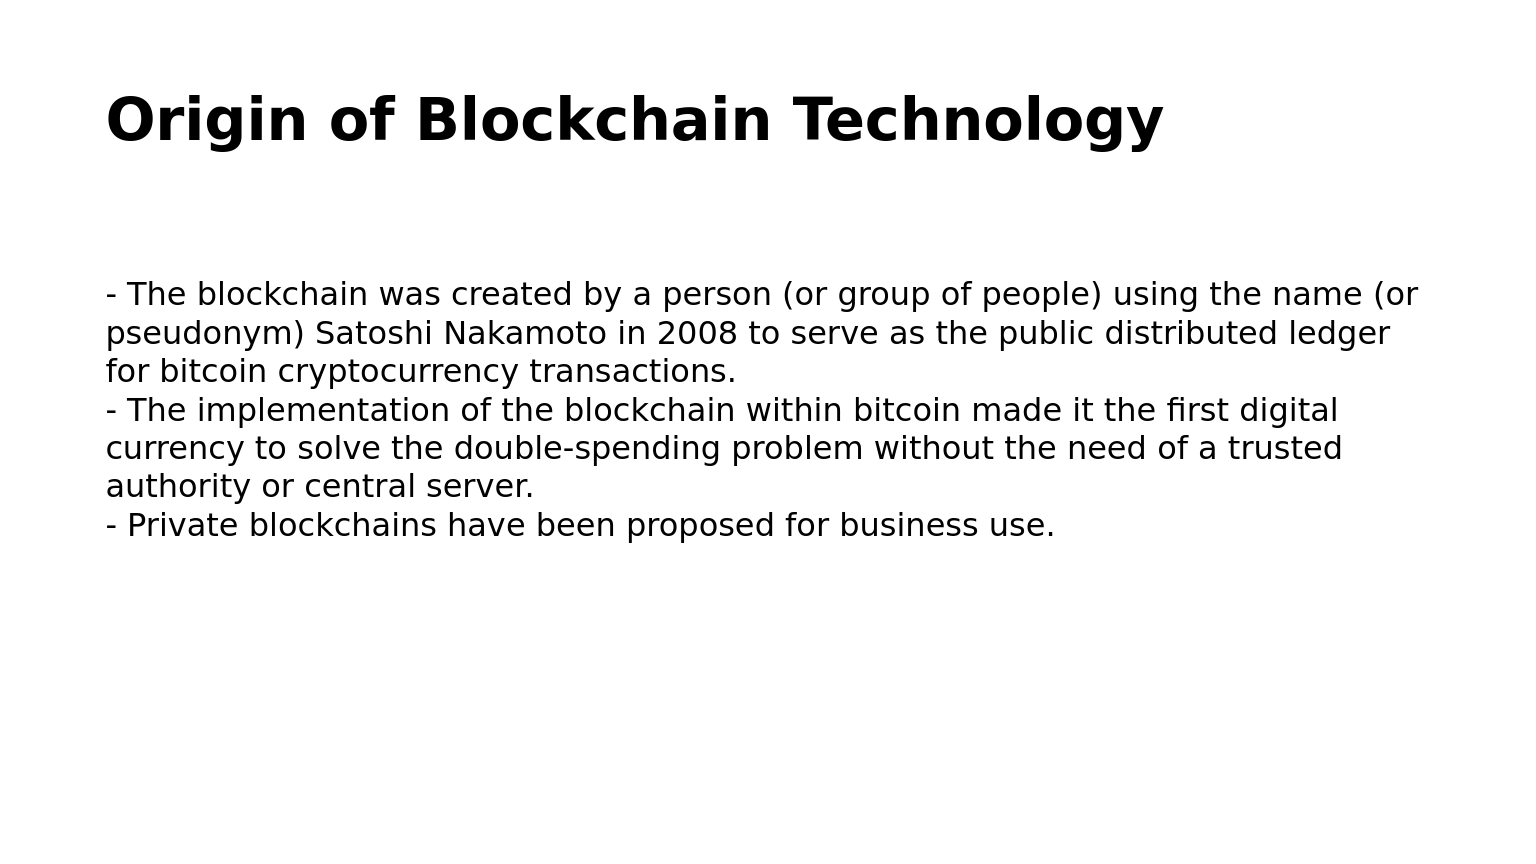 Origin of Blockchain Technology
- The blockchain was created by a person (or group of people) using the name (or
pseudonym) Satoshi Nakamoto in 2008 to serve as the public distributed ledger
for bitcoin cryptocurrency transactions.
- The implementation of the blockchain within bitcoin made it the first digital
currency to solve the double-spending problem without the need of a trusted
authority or central server.
- Private blockchains have been proposed for business use.